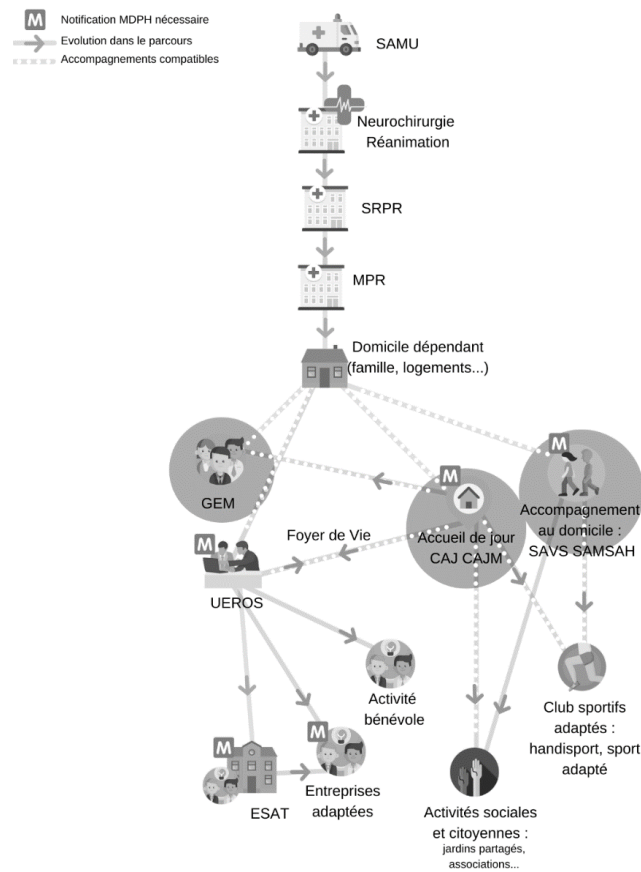 M Notification MDPH nécessaire
Evolution dans le parcours
Accompagnements compatibles
SAMU
Neurochirurgie
Réanimation
SRPR
MPR
Domicile dépendant
(famille, logements...)
M
GEM
M
Accompagnement
au domicile :
SAVS SAMSAH
Foyer de Vie
Accueil de jour
CAJ CAJM
M
UEROS
Activité
bénévole
Club sportifs
adaptés :
handisport, sport
adapté
M
M
ESAT
Entreprises
adaptées
Activités sociales
et citoyennes :
jardins partagés,
associations...